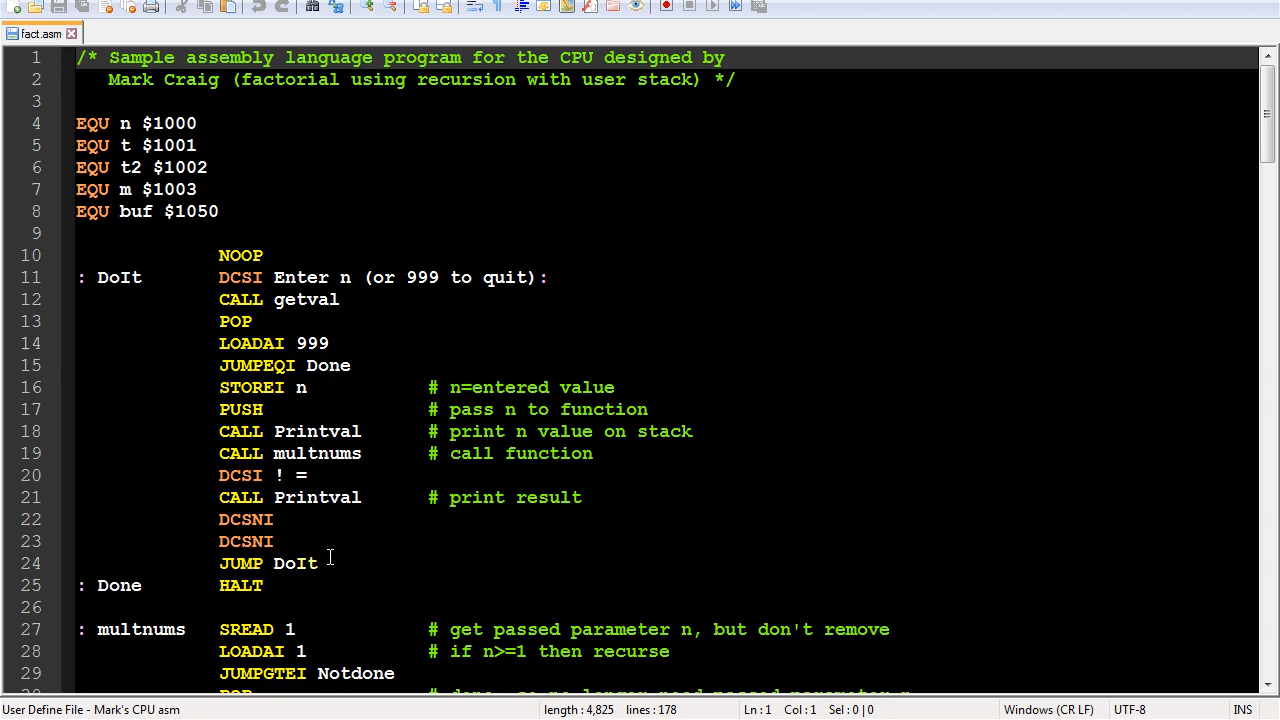 fact.asm
1 /* Sample assembly language program for the CPU designed by
2 Mark Craig (factorial using recursion with user stack) */
3
4 EQU n $1000
5 EQU t $1001
6 EQU t2 $1002
7 EQU m $1003
8 EQU buf $1050
9
10 NOOP
11 : DoIt DCSI Enter n (or 999 to quit):
12 CALL getval
13 POP
14 LOADAI 999
15 JUMPEQI Done
16 STOREI n # n=entered value
17 PUSH # pass n to function
18 CALL Printval # print n value on stack
19 CALL multnums # call function
20 DCSI ! =
21 CALL Printval # print result
22 DCSNI
23 DCSNI
24 JUMP DoIt
25 : Done HALT
26
27 : multnums SREAD 1 # get passed parameter n, but don't remove
28 LOADAI 1 # if n>=1 then recurse
29 JUMPGTEI Notdone
User Define File - Mark's CPU asm length : 4,825 lines : 178 Ln : 1 Col : 1 Sel : 0 | 0 Windows (CR LF) UTF-8 INS